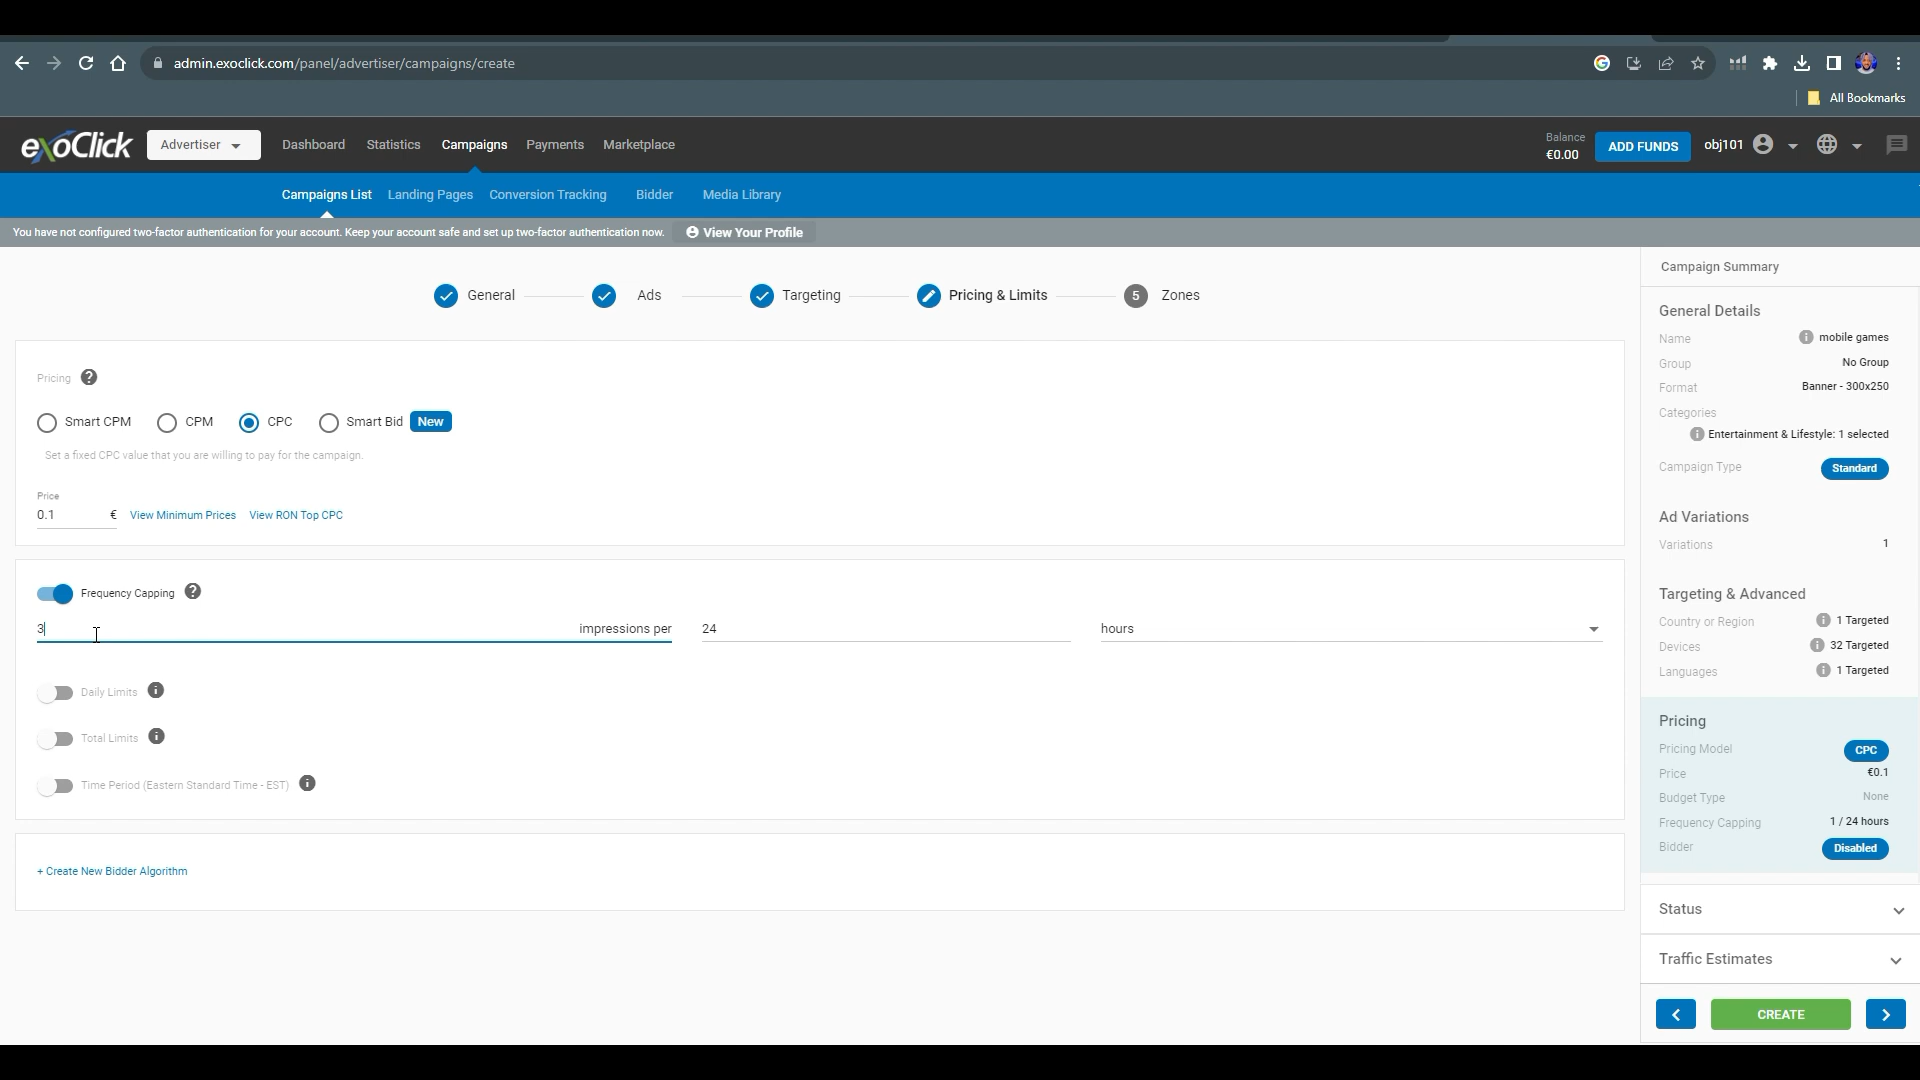 admin.exoclick.com/panel/advertiser/campaigns/create
All Bookmarks
exoClick
Advertiser
Dashboard
Statistics
Campaigns
Payments
Marketplace
Balance
€0.00
ADD FUNDS
obj101
Campaigns List
Landing Pages
Conversion Tracking
Bidder
Media Library
You have not configured two-factor authentication for your account. Keep your account safe and set up two-factor authentication now.
View Your Profile
General
Ads
Targeting
Pricing & Limits
5 Zones
Pricing ?
Smart CPM
CPM
CPC
Smart Bid New
Set a fixed CPC value that you are willing to pay for the campaign.
Price
0.1 € View Minimum Prices View RON Top CPC
Frequency Capping ?
3 impressions per 24 hours
Daily Limits i
Total Limits i
Time Period (Eastern Standard Time - EST) i
+ Create New Bidder Algorithm
Campaign Summary
General Details
Name i mobile games
Group No Group
Format Banner - 300x250
Categories
i Entertainment & Lifestyle: 1 selected
Campaign Type Standard
Ad Variations
Variations 1
Targeting & Advanced
Country or Region i 1 Targeted
Devices i 32 Targeted
Languages i 1 Targeted
Pricing
Pricing Model CPC
Price €0.1
Budget Type None
Frequency Capping 1 / 24 hours
Bidder Disabled
Status
Traffic Estimates
CREATE